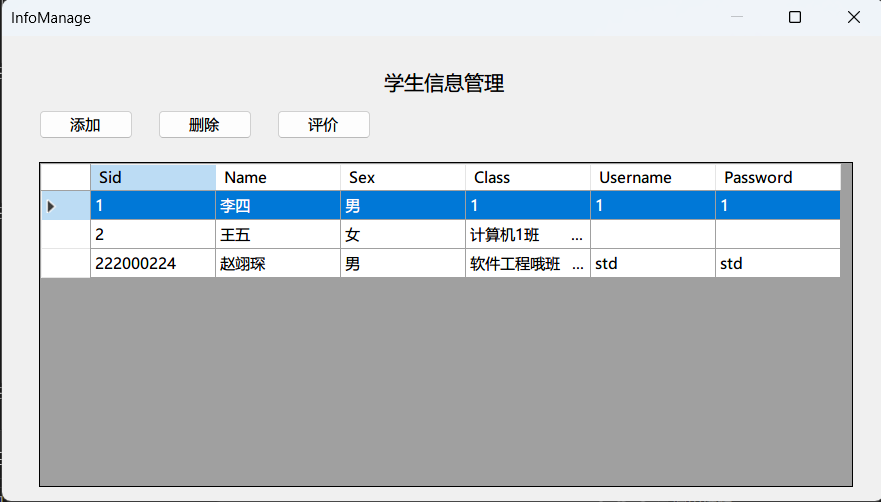 InfoManage
学生信息管理
添加 删除 评价
Sid Name Sex Class Username Password
1 李四 男 1 1 1
2 王五 女 计算机1班 ...
222000224 赵翊琛 男 软件工程哦班 ... std std